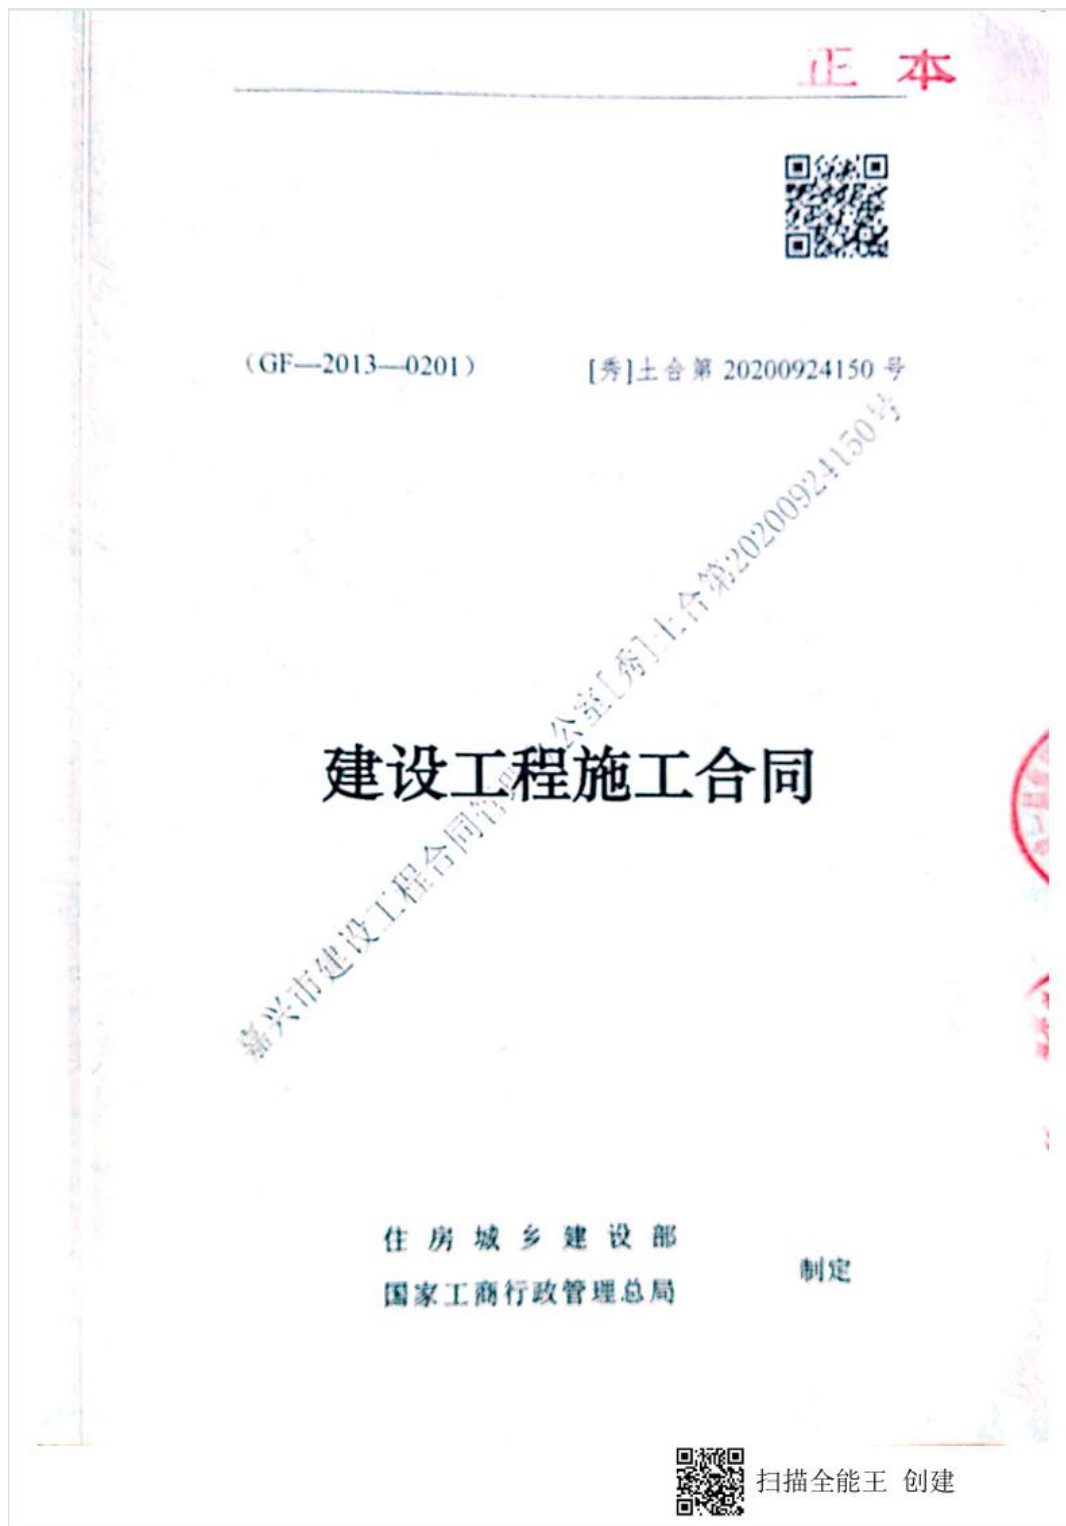 正 本
(GF—2013—0201)
[秀]土合第 20200924150 号
嘉兴市建设工程合同管理办公室[秀]土合第20200924150号
建设工程施工合同
住房城乡建设部
国家工商行政管理总局
制定
扫描全能王 创建